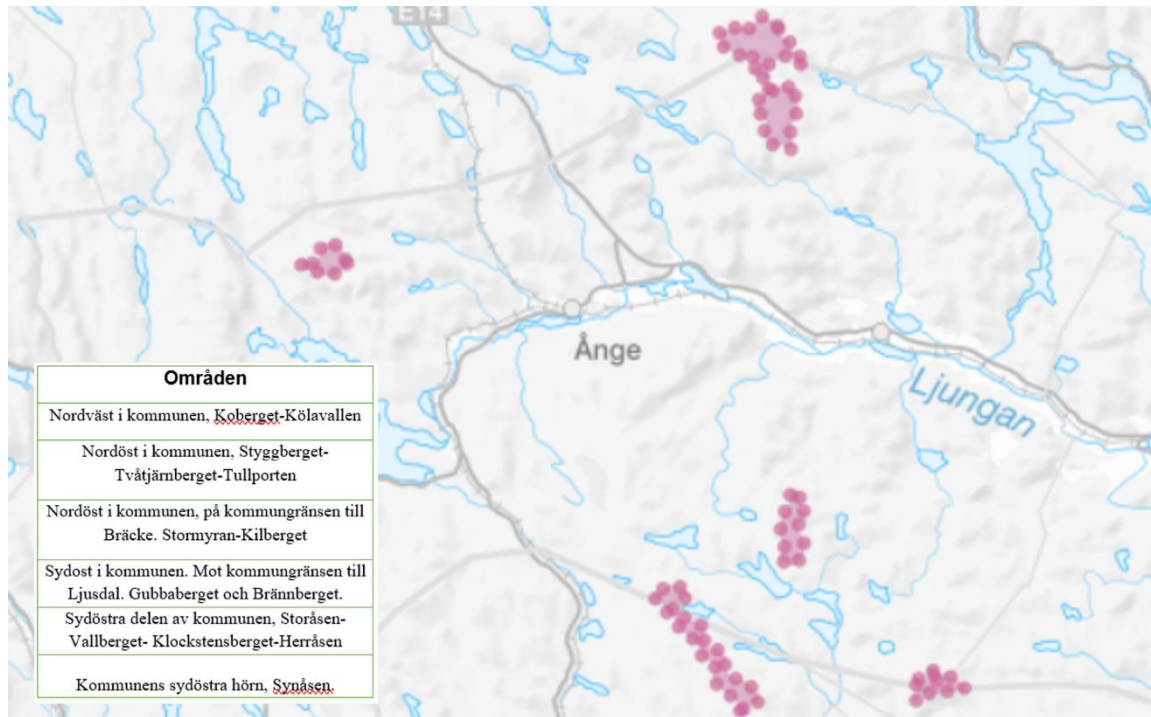 E14
Ånge
Ljungan
Områden
Nordväst i kommunen, Koberget-Kölavallen
Nordöst i kommunen, Styggberget-
Tvåtjärnberget-Tullporten
Nordöst i kommunen, på kommungränsen till
Bräcke. Stormyran-Kilberget
Sydost i kommunen. Mot kommungränsen till
Ljusdal. Gubbaberget och Brännberget.
Sydöstra delen av kommunen, Storåsen-
Vallberget- Klockstensberget-Herråsen
Kommunens sydöstra hörn, Synåsen.